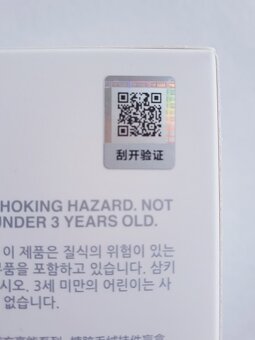 刮开验证
HOKING HAZARD. NOT
UNDER 3 YEARS OLD.
이 제품은 질식의 위험이 있는
부품을 포함하고 있습니다. 삼키
시오. 3세 미만의 어린이는 사
없습니다.